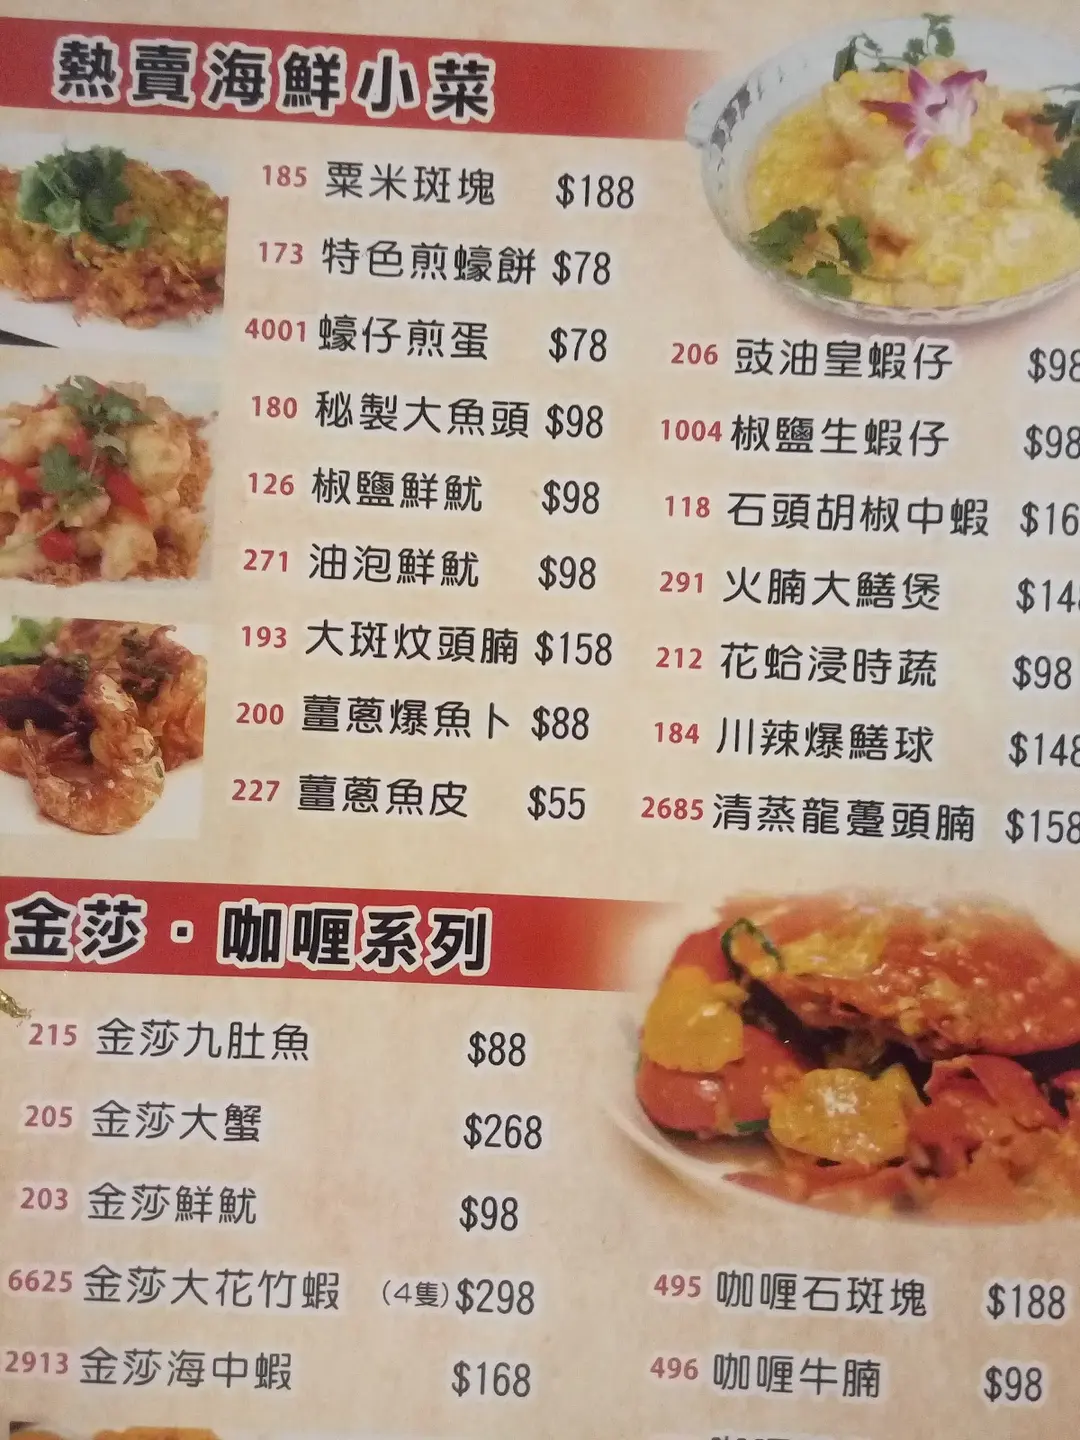 熱賣海鮮小菜
185 粟米斑塊 $188
173 特色煎蠔餅 $78
4001 蠔仔煎蛋 $78
180 秘製大魚頭 $98
126 椒鹽鮮魷 $98
271 油泡鮮魷 $98
193 大斑炆頭腩 $158
200 薑蔥爆魚卜 $88
227 薑蔥魚皮 $55
206 豉油皇蝦仔 $98
1004 椒鹽生蝦仔 $98
118 石頭胡椒中蝦 $16
291 火腩大鱔煲 $148
212 花蛤浸時蔬 $98
184 川辣爆鱔球 $148
2685 清蒸龍躉頭腩 $158
金莎·咖喱系列
215 金莎九肚魚 $88
205 金莎大蟹 $268
203 金莎鮮魷 $98
6625 金莎大花竹蝦 (4隻) $298
2913 金莎海中蝦 $168
495 咖喱石斑塊 $188
496 咖喱牛腩 $98